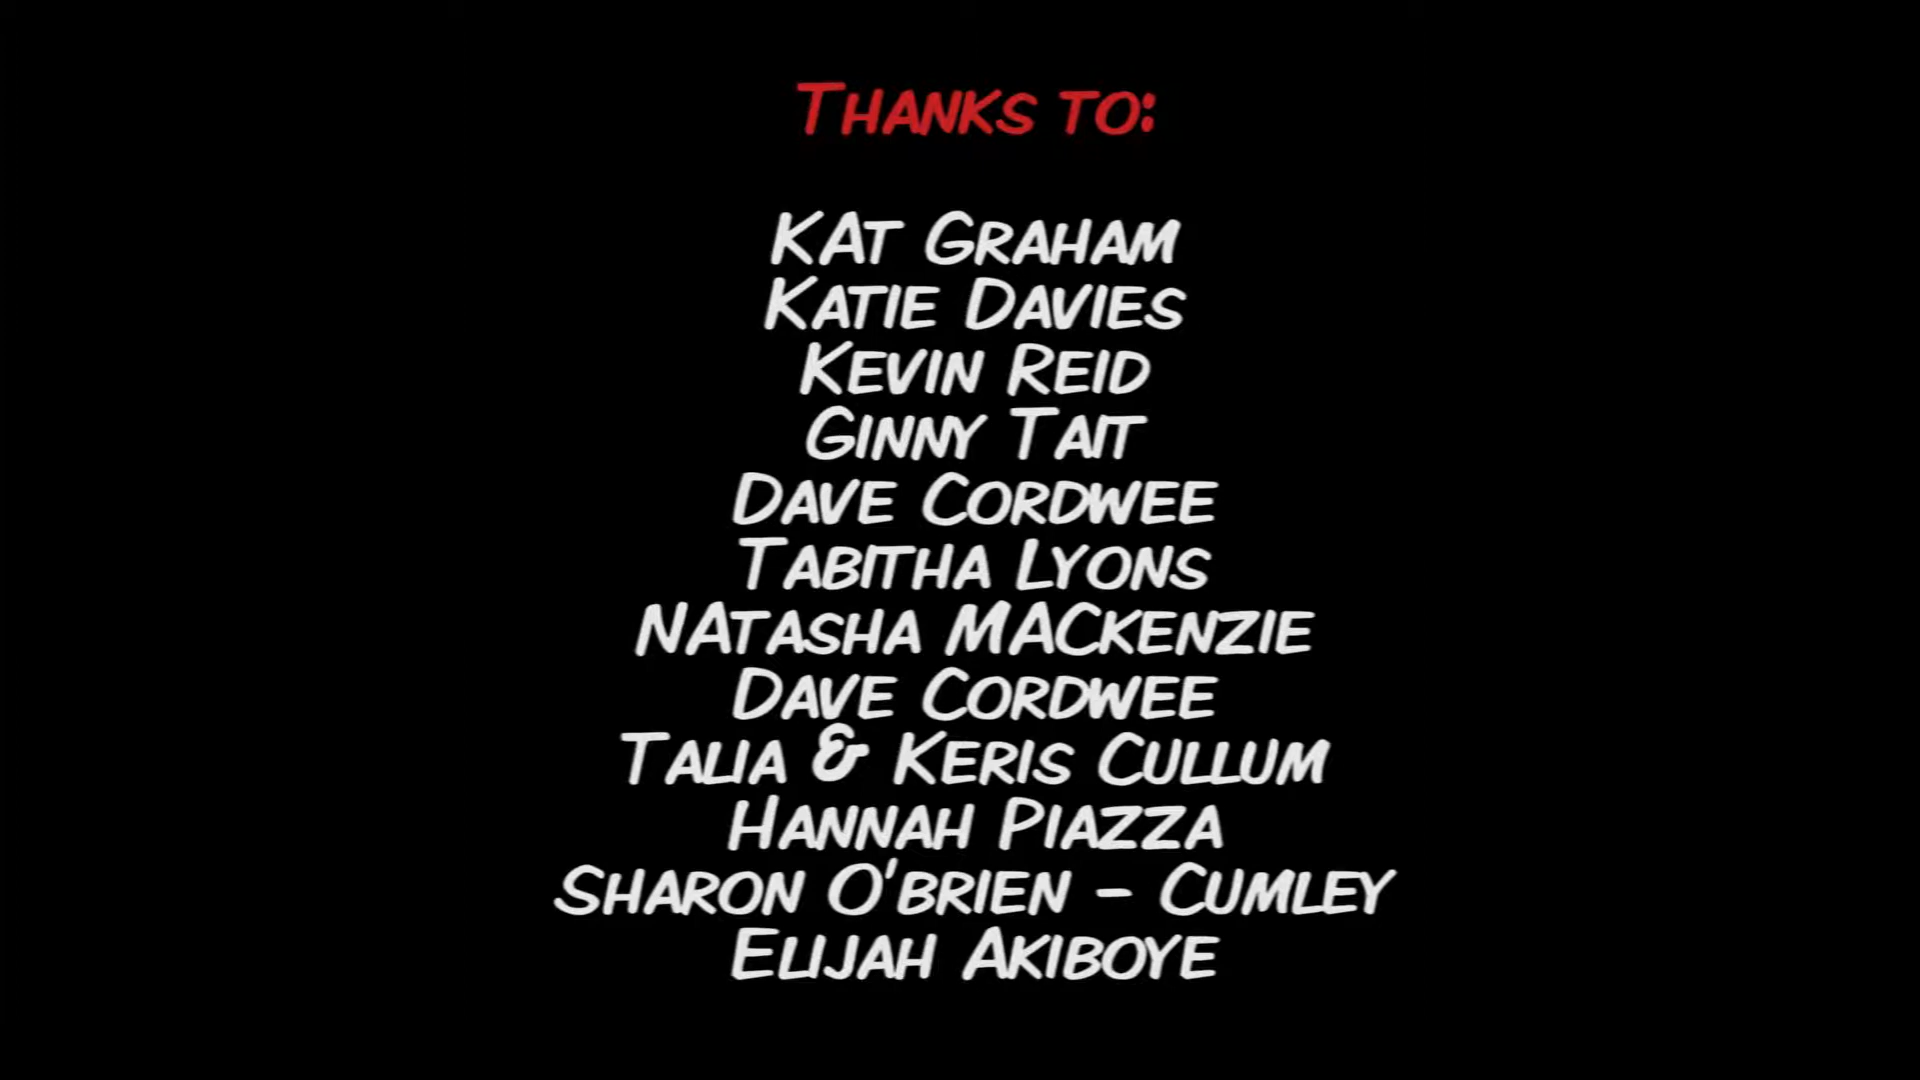 Thanks to:
KAt Graham
Katie Davies
Kevin Reid
Ginny Tait
Dave Cordwee
Tabitha Lyons
NAtasha MACkenzie
Dave Cordwee
Talia & Keris Cullum
Hannah Piazza
Sharon O'brien - Cumley
Elijah Akiboye